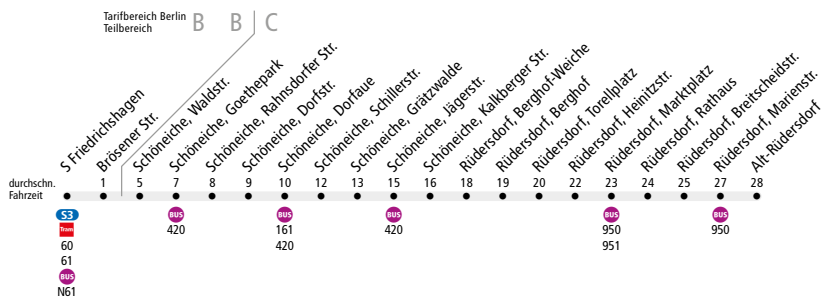 Tarifbereich Berlin
Teilbereich
B B C
S Friedrichshagen
Brösener Str.
Schöneiche, Waldstr.
Schöneiche, Goethepark
Schöneiche, Rahnsdorfer Str.
Schöneiche, Dorfstr.
Schöneiche, Dorfaue
Schöneiche, Schillerstr.
Schöneiche, Grätzwalde
Schöneiche, Jägerstr.
Schöneiche, Kalkberger Str.
Rüdersdorf, Berghof-Weiche
Rüdersdorf, Berghof
Rüdersdorf, Torellplatz
Rüdersdorf, Heinitzstr.
Rüdersdorf, Marktplatz
Rüdersdorf, Rathaus
Rüdersdorf, Breitscheidstr.
Rüdersdorf, Marienstr.
Alt-Rüdersdorf
durchschn.
Fahrzeit
1 5 7 8 9 10 12 13 15 16 18 19 20 22 23 24 25 27 28
S3 BUS BUS BUS BUS BUS
Tram 420 161 420 950 950
60 420 951
61
BUS
N61